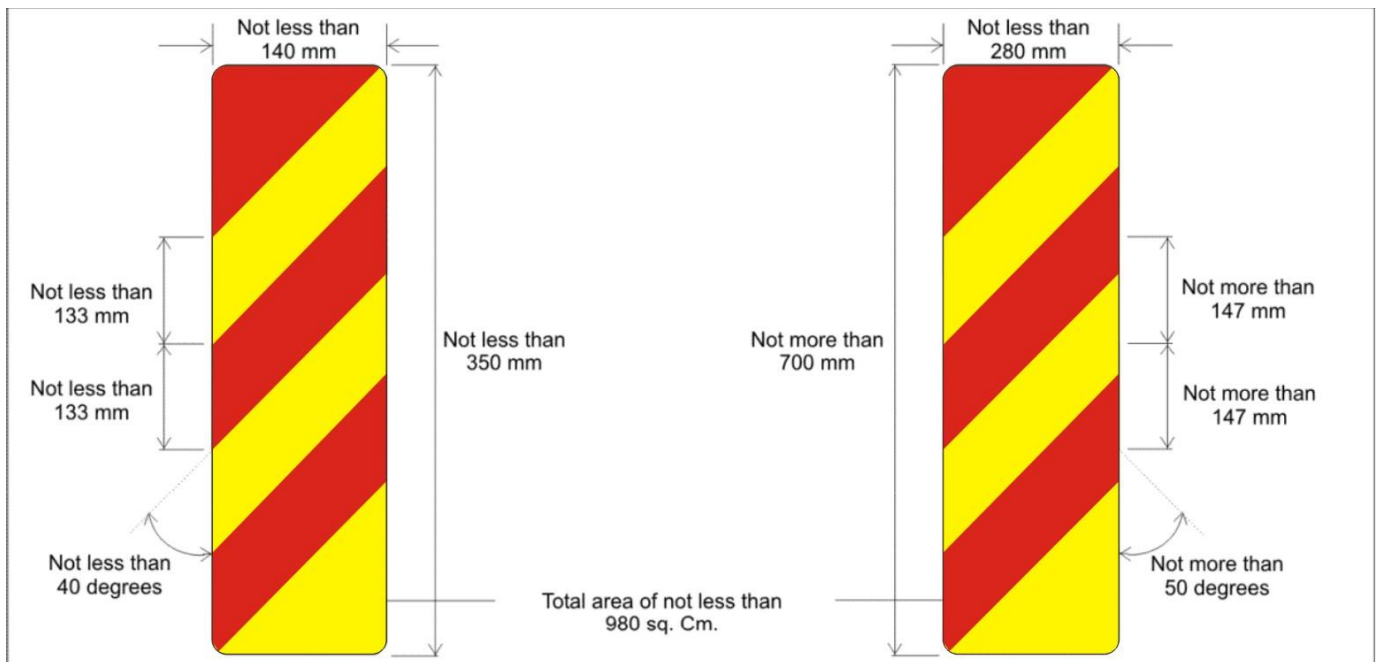 Not less than
140 mm
Not less than
280 mm
Not less than
133 mm
Not less than
133 mm
Not less than
350 mm
Not more than
700 mm
Not more than
147 mm
Not more than
147 mm
Not less than
40 degrees
Total area of not less than
980 sq. Cm.
Not more than
50 degrees